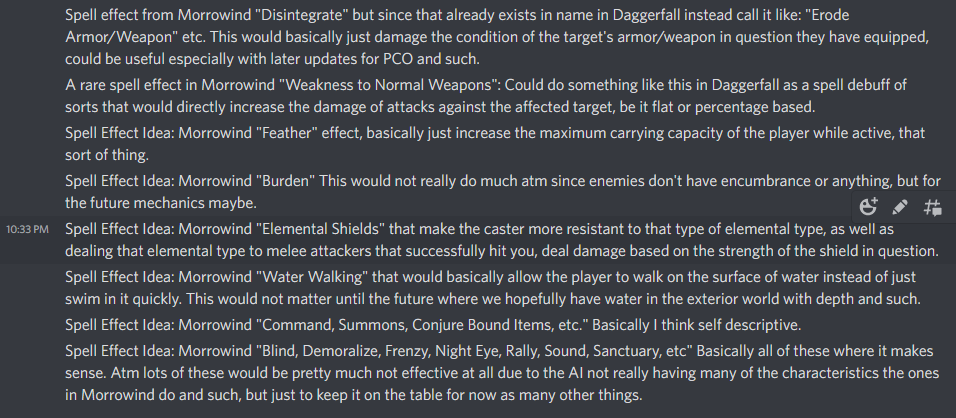 Spell effect from Morrowind "Disintegrate" but since that already exists in name in Daggerfall instead call it like: "Erode
Armor/Weapon" etc. This would basically just damage the condition of the target's armor/weapon in question they have equipped,
could be useful especially with later updates for PCO and such.
A rare spell effect in Morrowind "Weakness to Normal Weapons": Could do something like this in Daggerfall as a spell debuff of
sorts that would directly increase the damage of attacks against the affected target, be it flat or percentage based.
Spell Effect Idea: Morrowind "Feather" effect, basically just increase the maximum carrying capacity of the player while active, that
sort of thing.
Spell Effect Idea: Morrowind "Burden" This would not really do much atm since enemies don't have encumbrance or anything, but for
the future mechanics maybe.
10:33 PM Spell Effect Idea: Morrowind "Elemental Shields" that make the caster more resistant to that type of elemental type, as well as
dealing that elemental type to melee attackers that successfully hit you, deal damage based on the strength of the shield in question.
Spell Effect Idea: Morrowind "Water Walking" that would basically allow the player to walk on the surface of water instead of just
swim in it quickly. This would not matter until the future where we hopefully have water in the exterior world with depth and such.
Spell Effect Idea: Morrowind "Command, Summons, Conjure Bound Items, etc." Basically I think self descriptive.
Spell Effect Idea: Morrowind "Blind, Demoralize, Frenzy, Night Eye, Rally, Sound, Sanctuary, etc" Basically all of these where it makes
sense. Atm lots of these would be pretty much not effective at all due to the AI not really having many of the characteristics the ones
in Morrowind do and such, but just to keep it on the table for now as many other things.